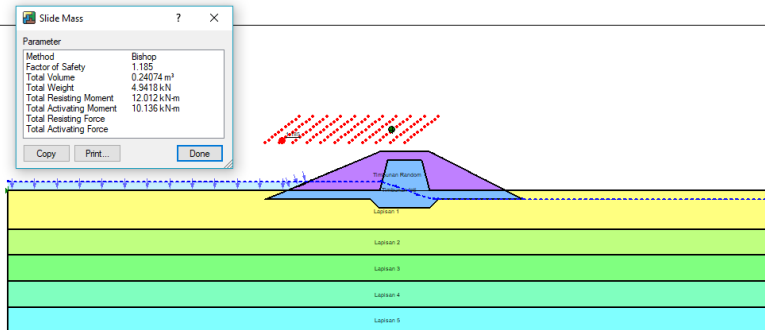 Slide Mass
Parameter
Method Bishop
Factor of Safety 1.185
Total Volume 0.24074 m³
Total Weight 4.9418 kN
Total Resisting Moment 12.012 kN-m
Total Activating Moment 10.136 kN-m
Total Resisting Force
Total Activating Force
Copy Print... Done
Timbunan Random
Lapisan 1
Lapisan 2
Lapisan 3
Lapisan 4
Lapisan 5